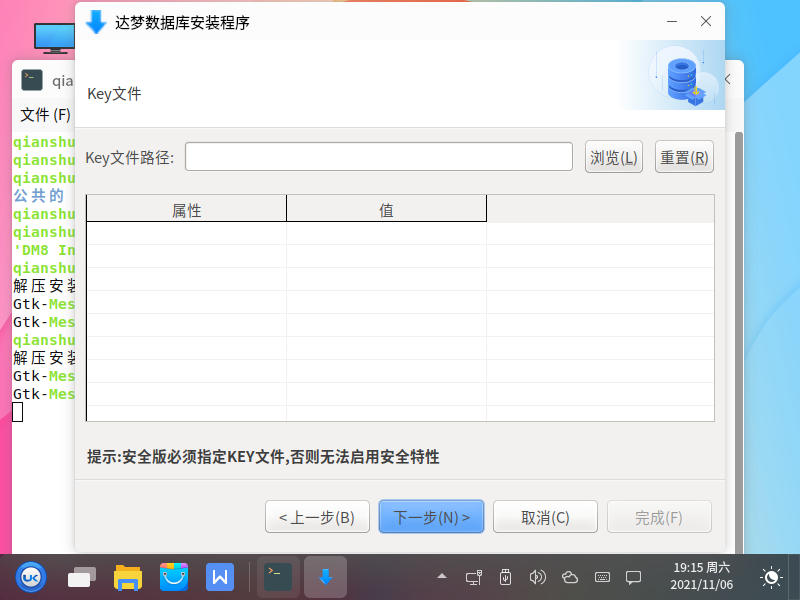 达梦数据库安装程序
Key文件
Key文件路径:
浏览(L)
重置(R)
属性
值
提示:安全版必须指定KEY文件,否则无法启用安全特性
< 上一步(B)
下一步(N) >
取消(C)
完成(F)
qia
文件 (F)
qianshu
qianshu
qianshu
公共的
qianshu
qianshu
'DM8 In
qianshu
解压安装
Gtk-Mes
Gtk-Mes
qianshu
解压安装
Gtk-Mes
Gtk-Mes
UK
W
19:15 周六
2021/11/06